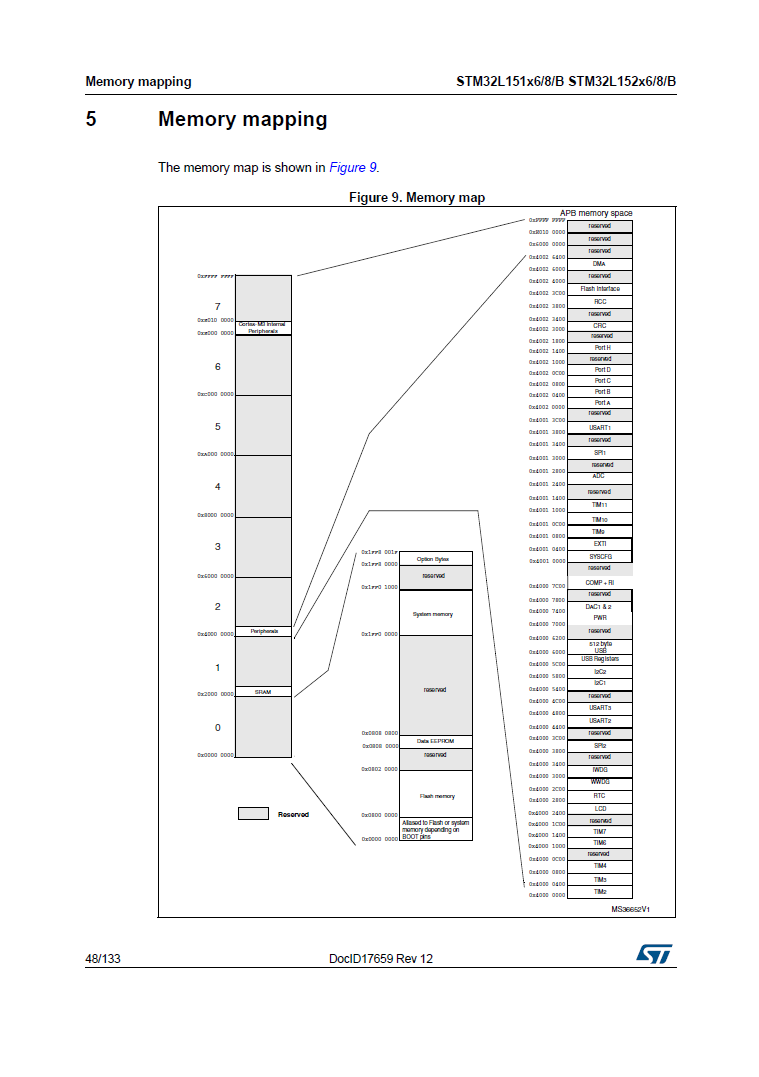 Memory mapping
STM32L151x6/8/B STM32L152x6/8/B
5 Memory mapping
The memory map is shown in Figure 9.
Figure 9. Memory map
0xFFFF FFFF
7
0xE010 0000
Cortex-M3 Internal
Peripherals
0xE000 0000
6
0xC000 0000
5
0xA000 0000
4
0x8000 0000
3
0x6000 0000
2
Peripherals
0x4000 0000
1
SRAM
0x2000 0000
0
0x0000 0000
Reserved
0x1FF8 001F
Option Bytes
0x1FF8 0000
reserved
0x1FF0 1000
System memory
0x1FF0 0000
reserved
0x0808 0800
Data EEPROM
0x0808 0000
reserved
0x0802 0000
Flash memory
0x0800 0000
Aliased to Flash or system
memory depending on
BOOT pins
0x0000 0000
APB memory space
0xFFFF FFFF
reserved
0xE010 0000
reserved
0x6000 0000
reserved
0x4002 6400
DMA
0x4002 6000
reserved
0x4002 4000
Flash Interface
0x4002 3C00
RCC
0x4002 3800
reserved
0x4002 3400
CRC
0x4002 3000
reserved
0x4002 1800
Port H
0x4002 1400
reserved
0x4002 1000
Port D
0x4002 0C00
Port C
0x4002 0800
Port B
0x4002 0400
Port A
0x4002 0000
reserved
0x4001 3C00
USART1
0x4001 3800
reserved
0x4001 3400
SPI1
0x4001 3000
reserved
0x4001 2800
ADC
0x4001 2400
reserved
0x4001 1400
TIM11
0x4001 1000
TIM10
0x4001 0C00
TIM9
0x4001 0800
EXTI
0x4001 0400
SYSCFG
0x4001 0000
reserved
COMP + RI
0x4000 7C00
reserved
0x4000 7800
DAC1 & 2
0x4000 7400
PWR
0x4000 7000
reserved
0x4000 6200
512 byte
USB
0x4000 6000
USB Registers
0x4000 5C00
I2C2
0x4000 5800
I2C1
0x4000 5400
reserved
0x4000 4C00
USART3
0x4000 4800
USART2
0x4000 4400
reserved
0x4000 3C00
SPI2
0x4000 3800
reserved
0x4000 3400
IWDG
0x4000 3000
WWDG
0x4000 2C00
RTC
0x4000 2800
LCD
0x4000 2400
reserved
0x4000 1C00
TIM7
0x4000 1400
TIM6
0x4000 1000
reserved
0x4000 0C00
TIM4
0x4000 0800
TIM3
0x4000 0400
TIM2
0x4000 0000
MS36652V1
48/133
DocID17659 Rev 12
ST